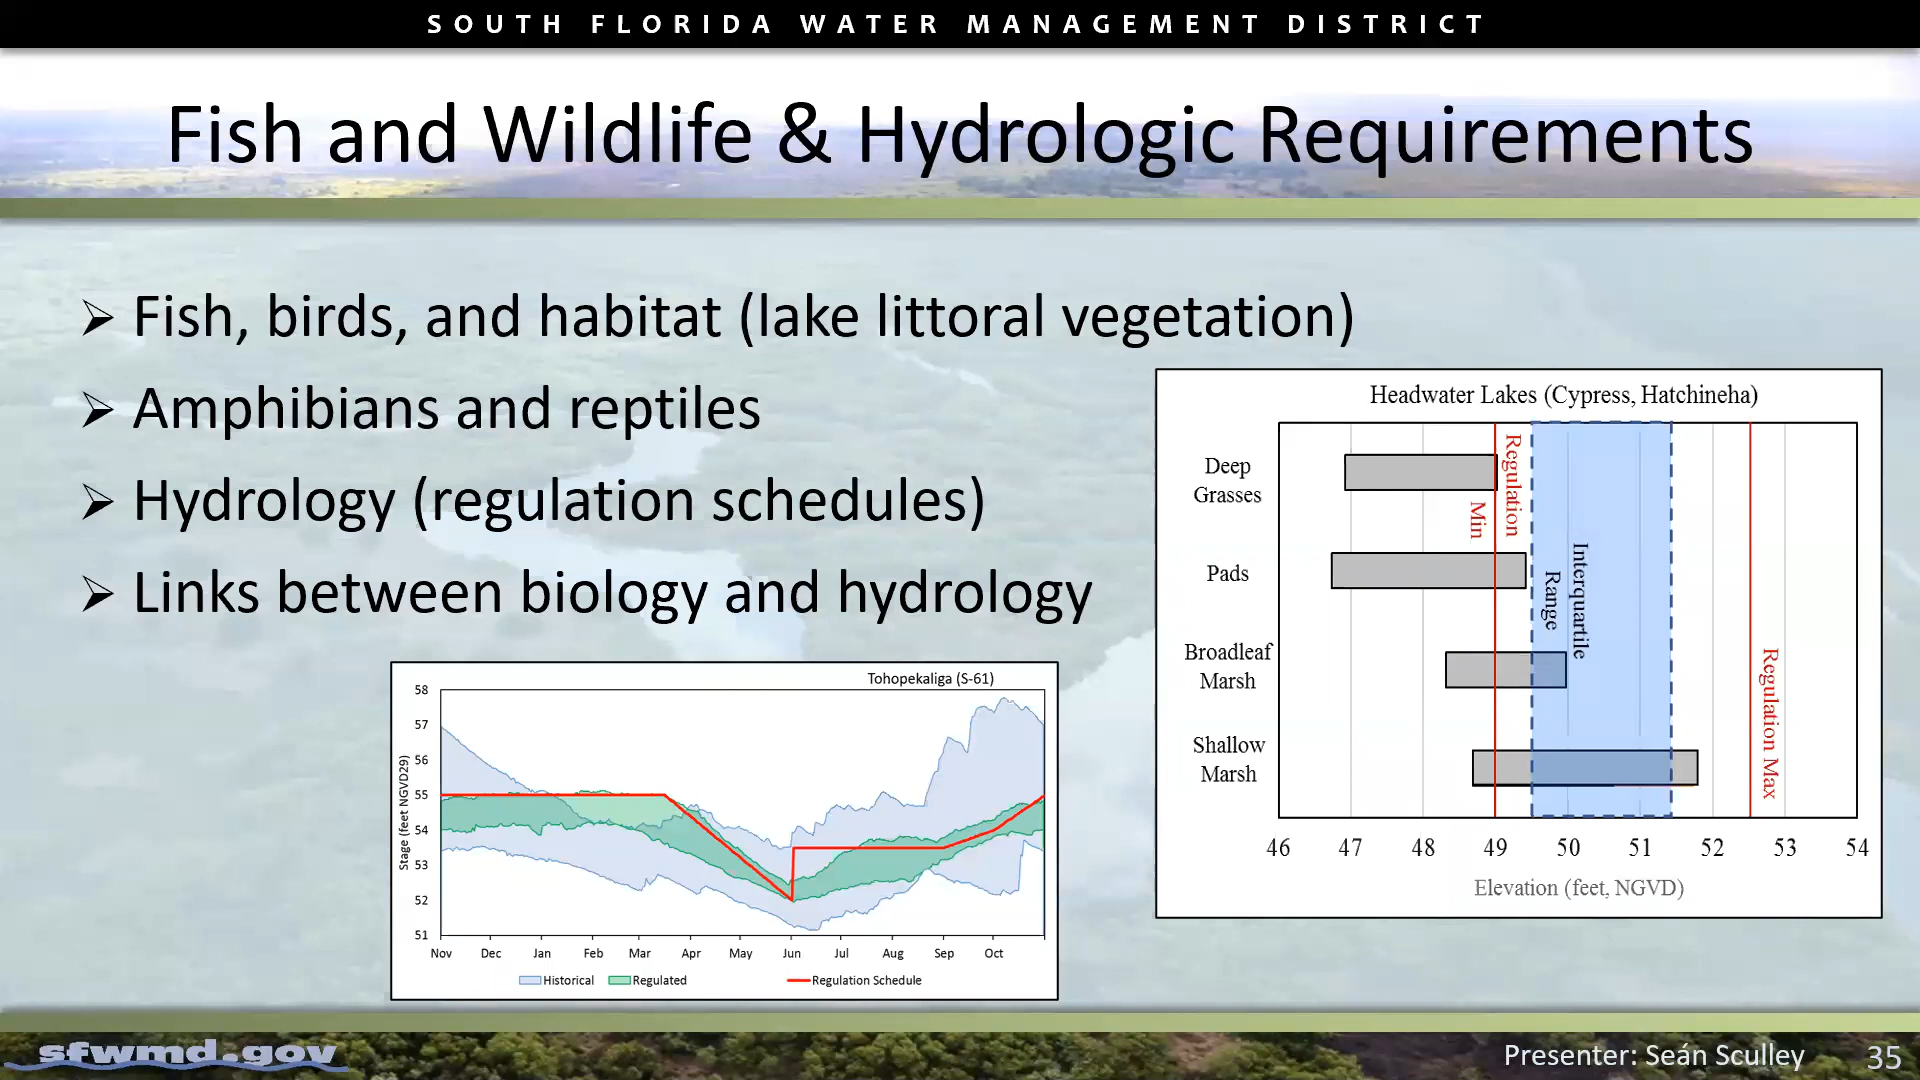 SOUTH FLORIDA WATER MANAGEMENT DISTRICT
Fish and Wildlife & Hydrologic Requirements
Fish, birds, and habitat (lake littoral vegetation)
Amphibians and reptiles
Hydrology (regulation schedules)
Links between biology and hydrology
Tohopekaliga (S-61)
Stage (feet NGVD29)
58
57
56
55
54
53
52
51
Nov Dec Jan Feb Mar Apr May Jun Jul Aug Sep Oct
Historical Regulated Regulation Schedule
Headwater Lakes (Cypress, Hatchineha)
Deep
Grasses
Pads
Broadleaf
Marsh
Shallow
Marsh
Regulation
Min
Interquartile
Range
Regulation Max
46 47 48 49 50 51 52 53 54
Elevation (feet, NGVD)
sfwmd.gov
Presenter: Seán Sculley 35